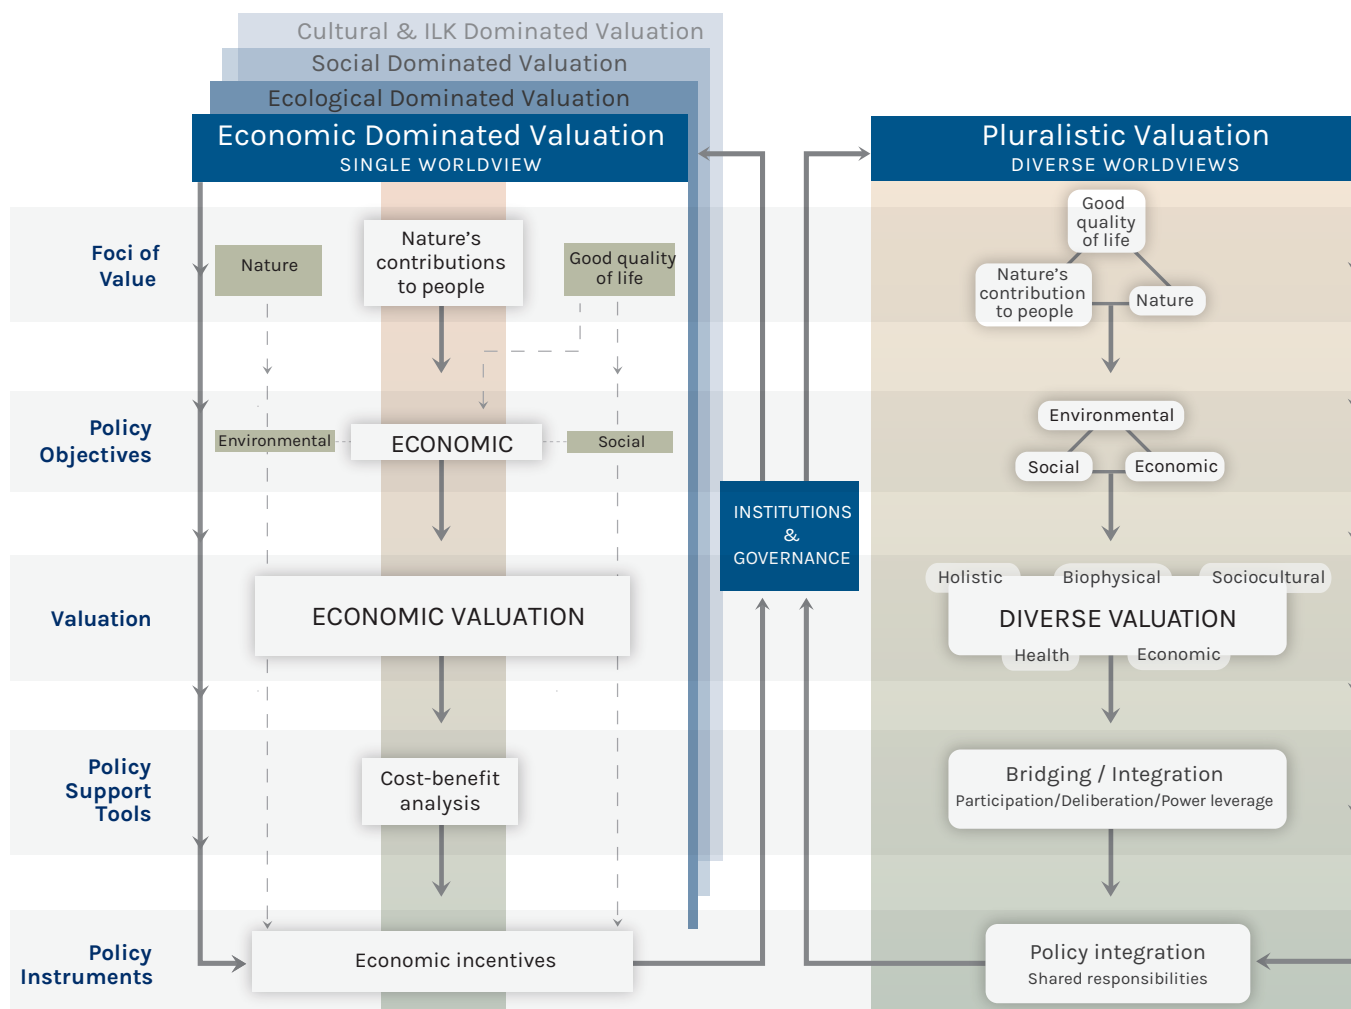 Cultural & ILK Dominated Valuation
Social Dominated Valuation
Ecological Dominated Valuation
Economic Dominated Valuation
SINGLE WORLDVIEW
Pluralistic Valuation
DIVERSE WORLDVIEWS
Foci of
Value
Nature
Nature's
contributions
to people
Good quality
of life
Good
quality
of life
Nature's
contribution
to people
Nature
Policy
Objectives
Environmental
ECONOMIC
Social
Environmental
Social
Economic
INSTITUTIONS
&
GOVERNANCE
Valuation
ECONOMIC VALUATION
Holistic
Biophysical
Sociocultural
DIVERSE VALUATION
Health
Economic
Policy
Support
Tools
Cost-benefit
analysis
Bridging / Integration
Participation/Deliberation/Power leverage
Policy
Instruments
Economic incentives
Policy integration
Shared responsibilities